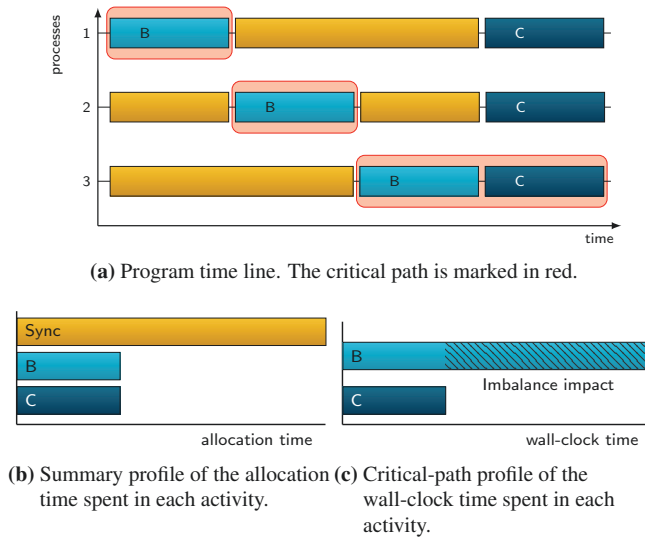 processes
1
B
C
2
B
C
3
B
C
time
(a) Program time line. The critical path is marked in red.
Sync
B
C
allocation time
B
Imbalance impact
C
wall-clock time
(b) Summary profile of the allocation
time spent in each activity.
(c) Critical-path profile of the
wall-clock time spent in each
activity.